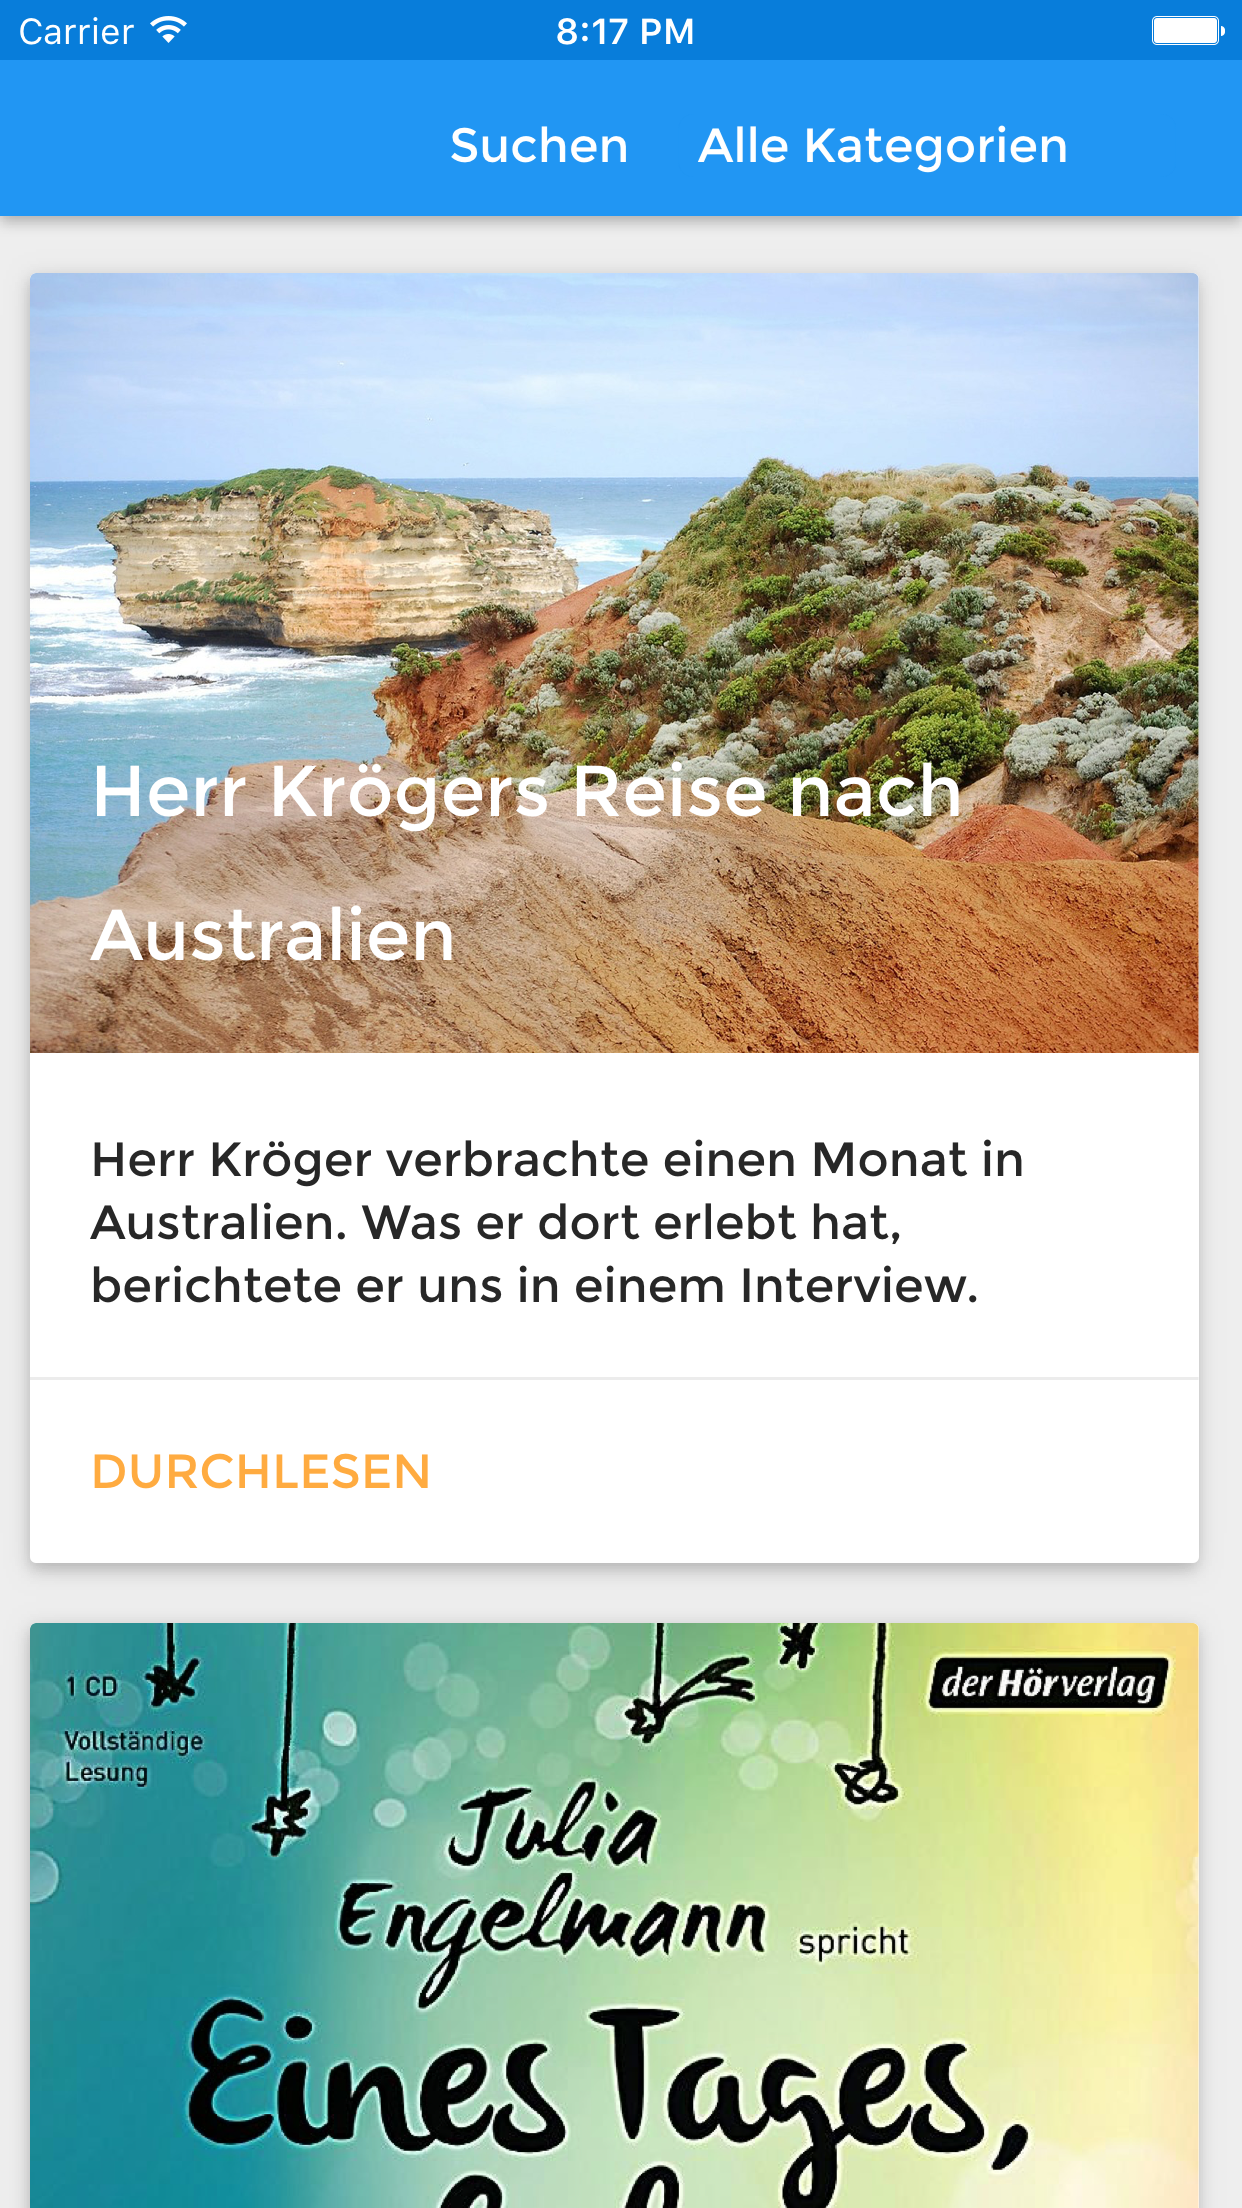 Carrier
8:17 PM
Suchen Alle Kategorien
Herr Krögers Reise nach
Australien
Herr Kröger verbrachte einen Monat in
Australien. Was er dort erlebt hat,
berichtete er uns in einem Interview.
DURCHLESEN
1 CD
Vollständige
Lesung
der Hörverlag
Julia
Engelmann spricht
Eines Tages,